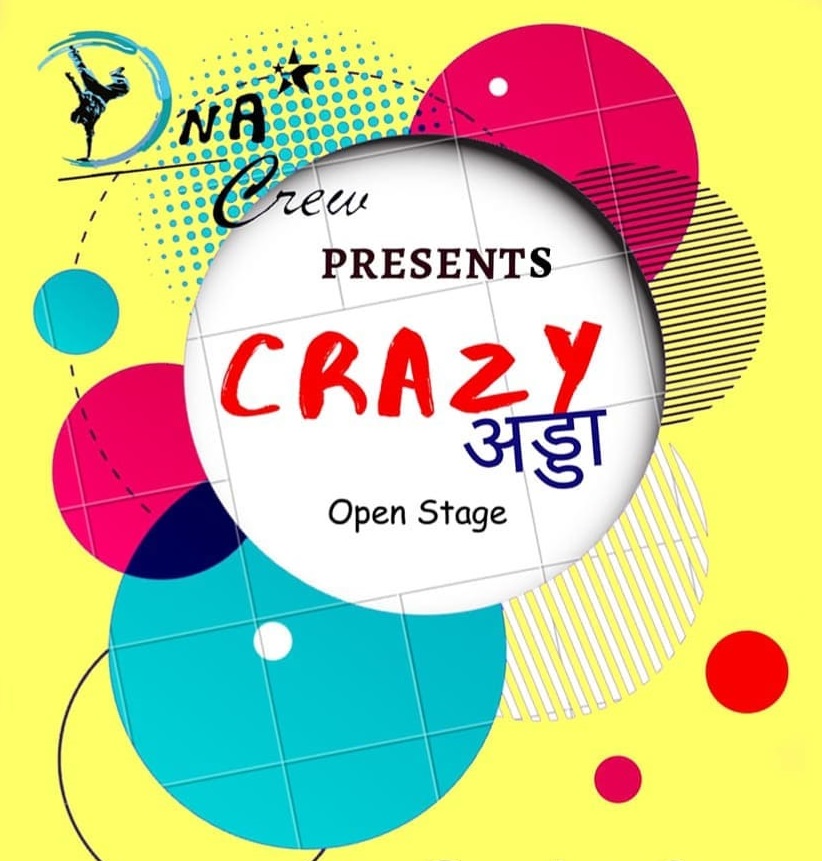 DNA
Crew
PRESENTS
CRAZY
अड्डा
Open Stage